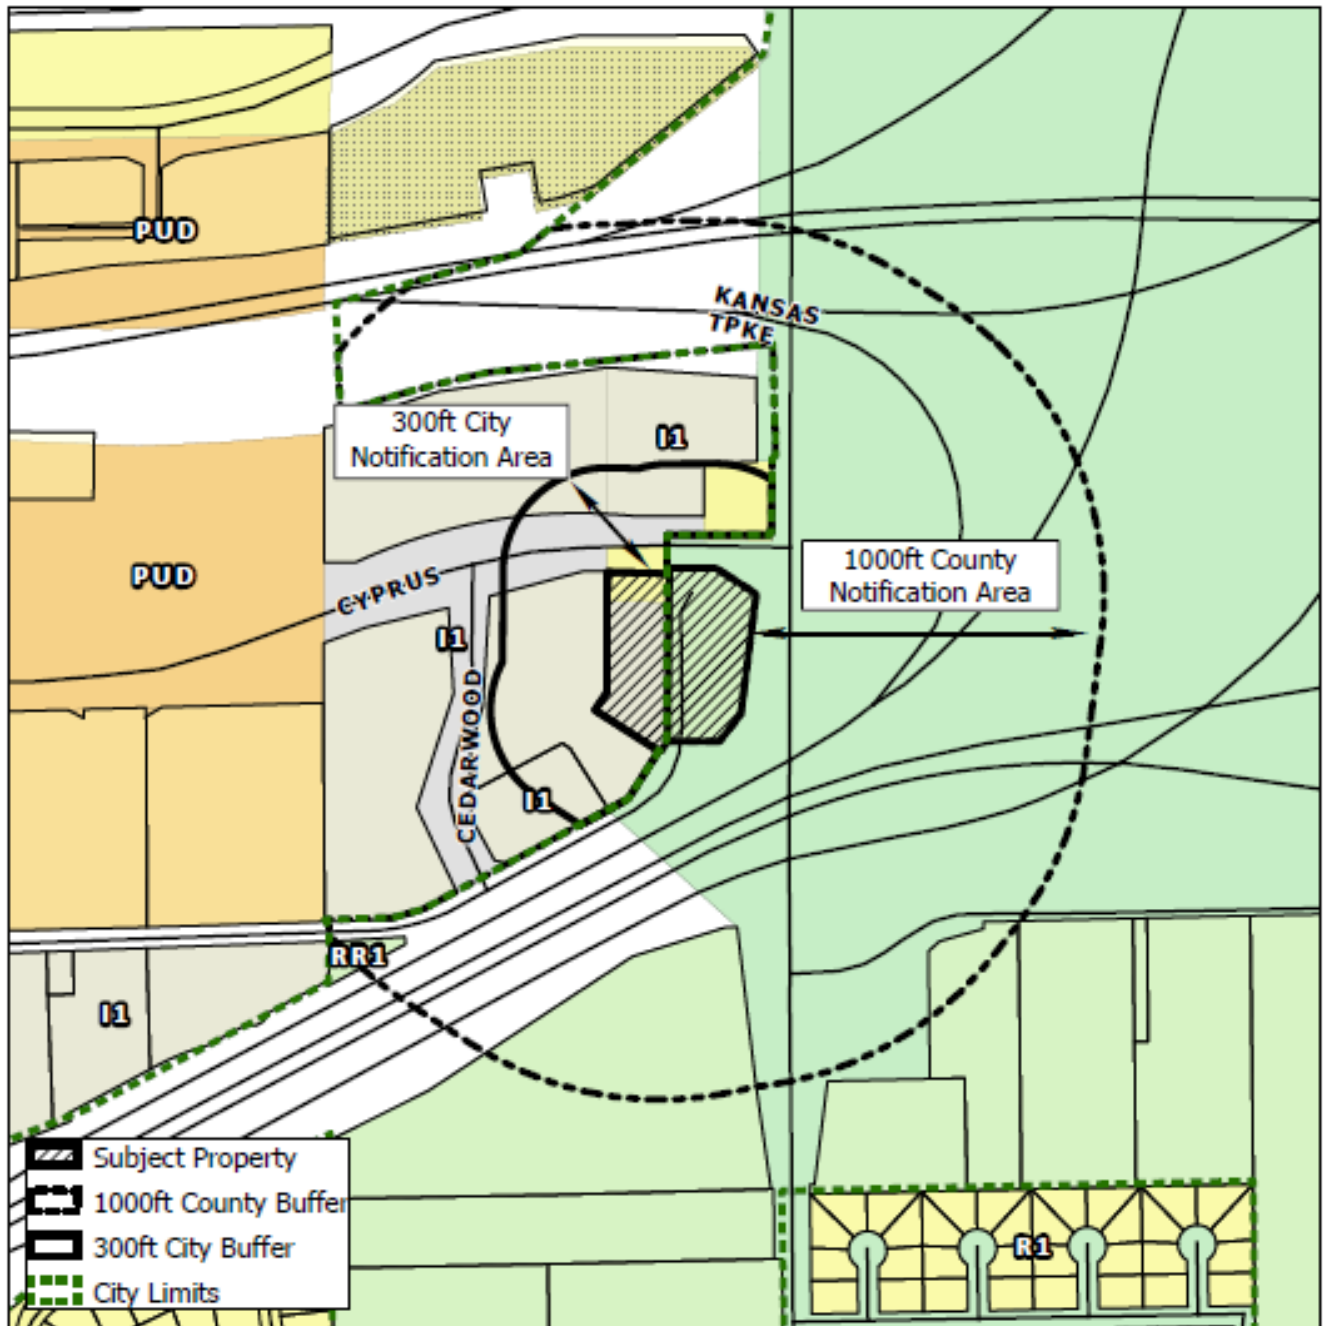 PUD
KANSAS
TPKE
300ft City
Notification Area
I1
1000ft County
Notification Area
PUD
CYPRUS
I1
CEDARWOOD
I1
RR1
I1
Subject Property
1000ft County Buffer
300ft City Buffer
City Limits
R1